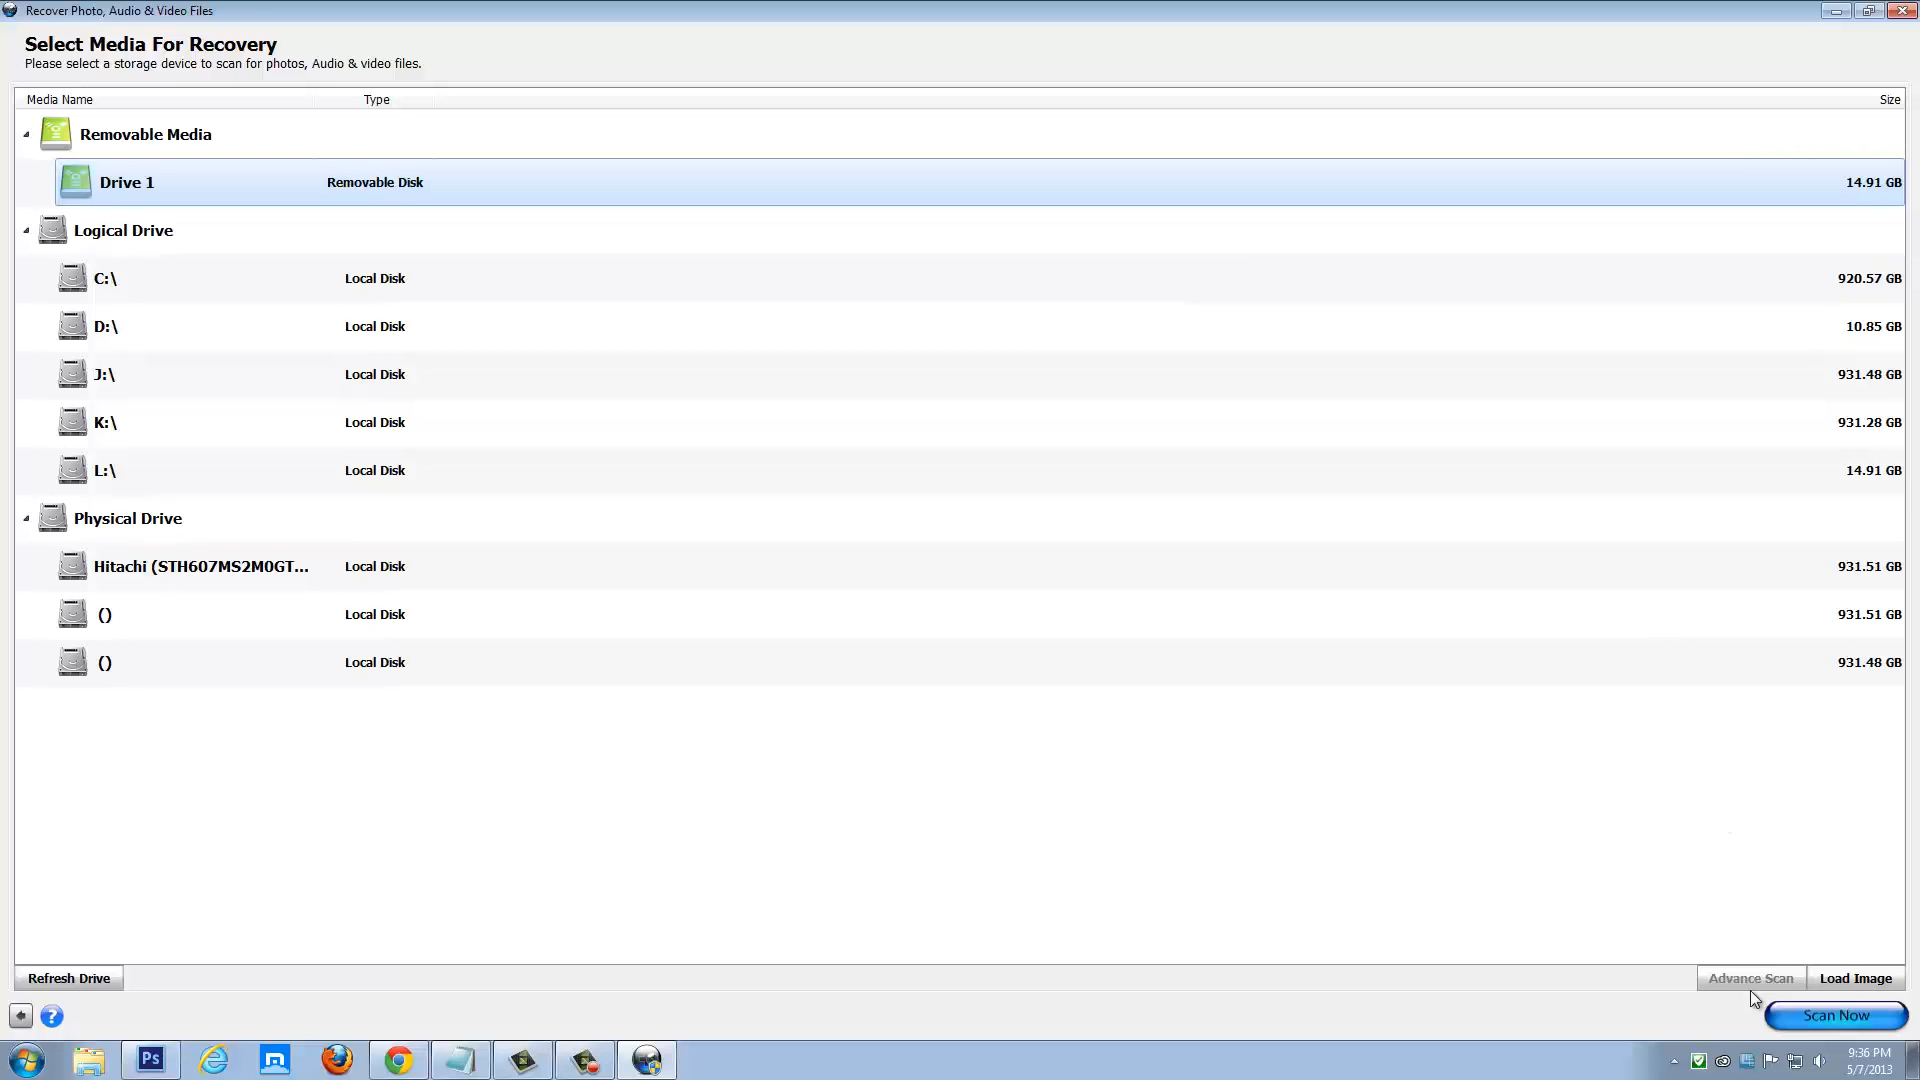 Recover Photo, Audio & Video Files
Select Media For Recovery
Please select a storage device to scan for photos, Audio & video files.
Media Name Type Size
Removable Media
Drive 1 Removable Disk 14.91 GB
Logical Drive
C:\ Local Disk 920.57 GB
D:\ Local Disk 10.85 GB
J:\ Local Disk 931.48 GB
K:\ Local Disk 931.28 GB
L:\ Local Disk 14.91 GB
Physical Drive
Hitachi (STH607MS2M0GT... Local Disk 931.51 GB
() Local Disk 931.51 GB
() Local Disk 931.48 GB
Refresh Drive Advance Scan Load Image
? Scan Now
Ps 9:36 PM
5/7/2013